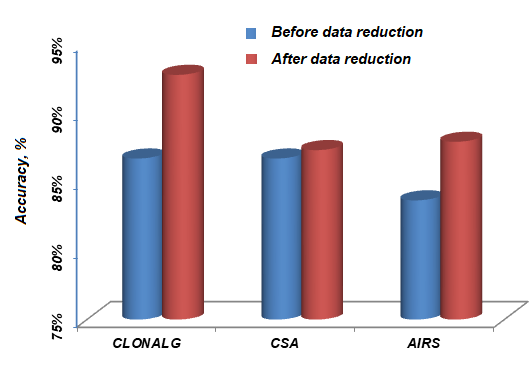 Before data reduction
After data reduction
Accuracy, %
95%
90%
85%
80%
75%
CLONALG
CSA
AIRS